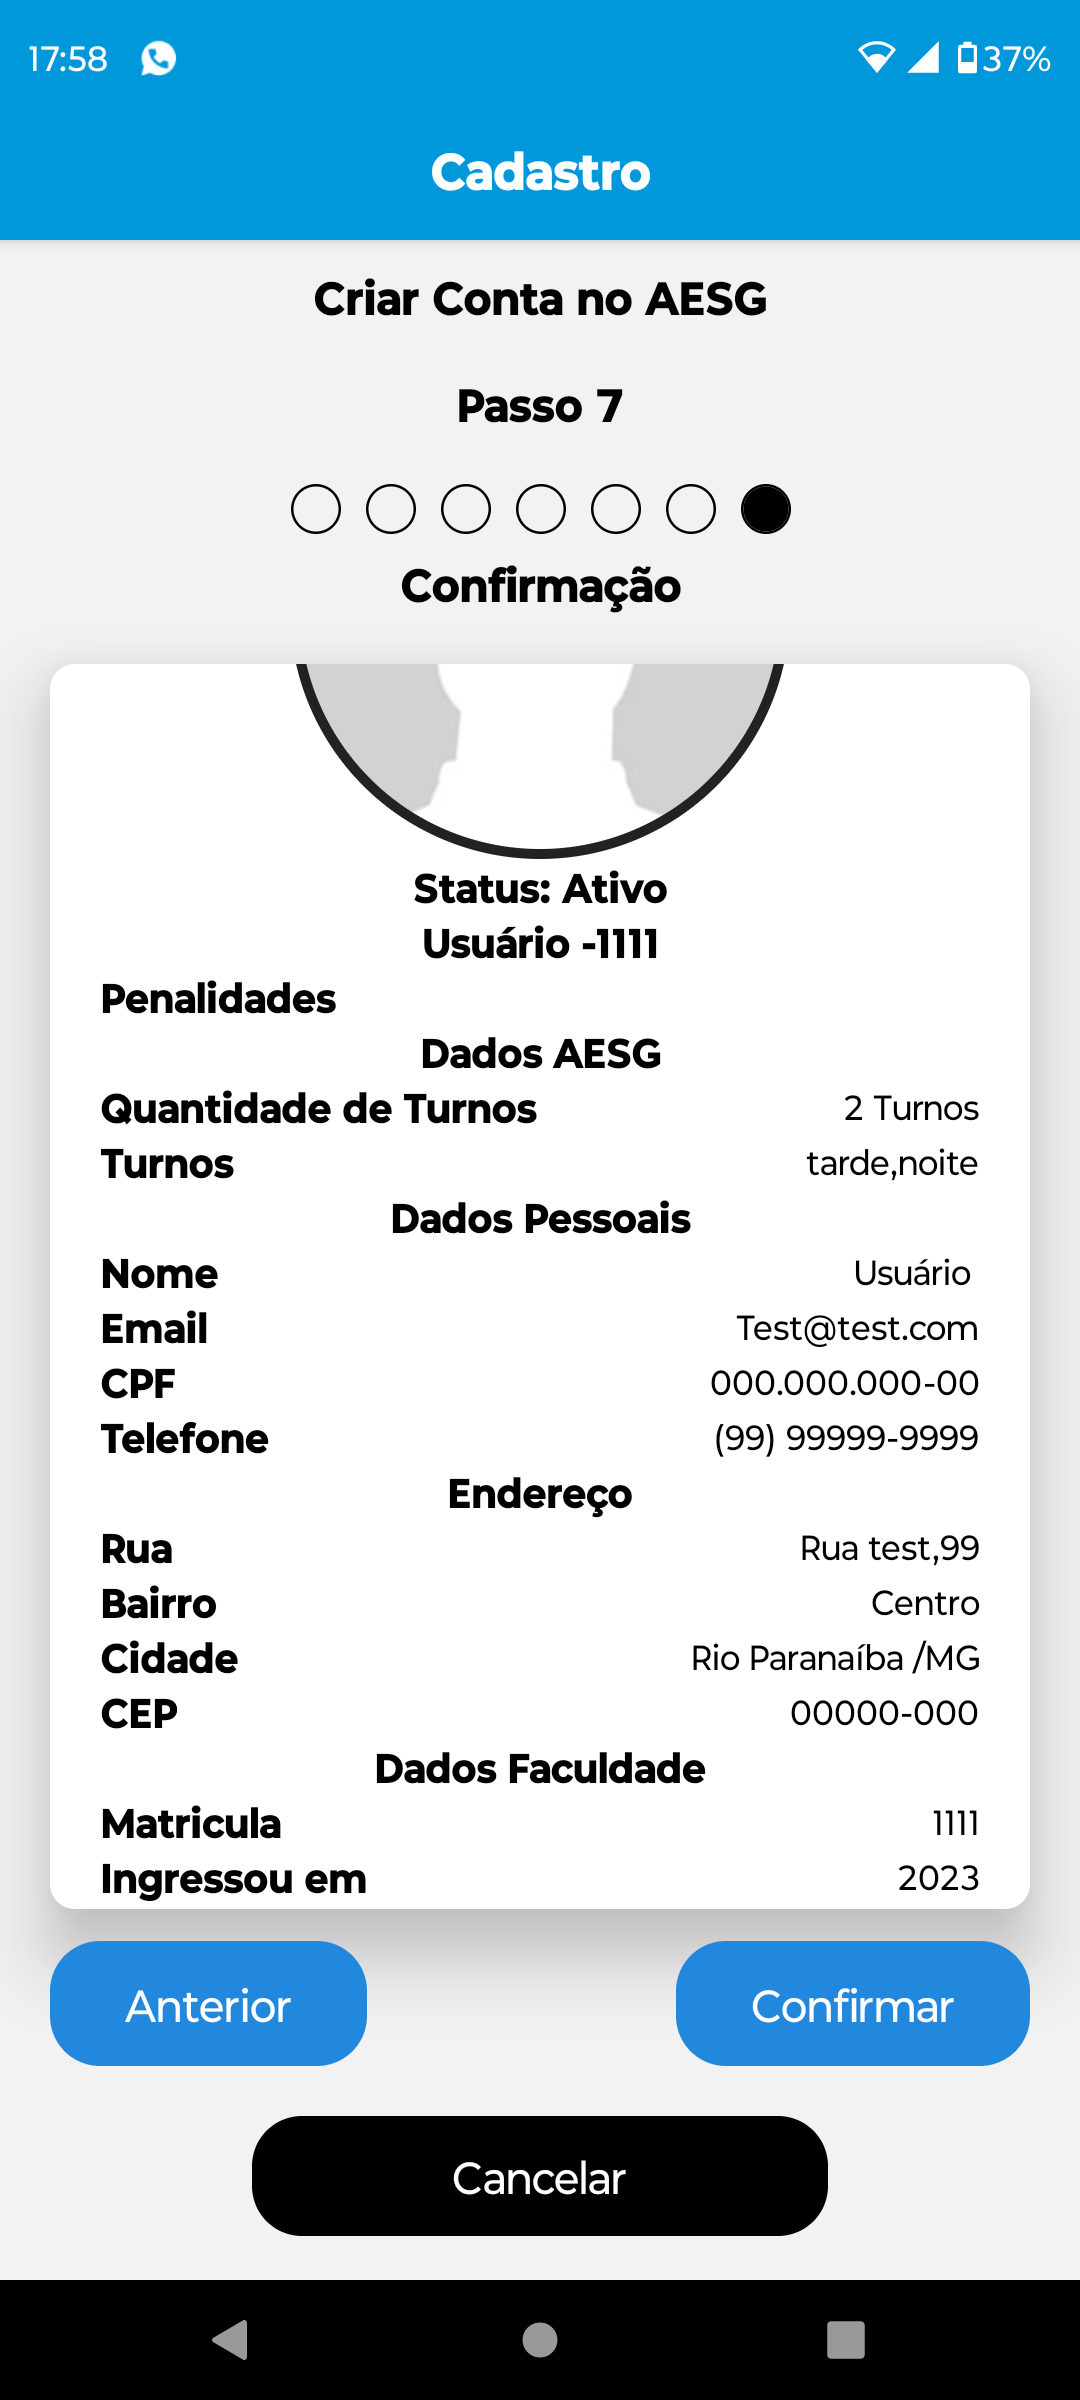 17:58 37%
Cadastro
Criar Conta no AESG
Passo 7
Confirmação
Status: Ativo
Usuário -1111
Penalidades
Dados AESG
Quantidade de Turnos 2 Turnos
Turnos tarde,noite
Dados Pessoais
Nome Usuário
Email Test@test.com
CPF 000.000.000-00
Telefone (99) 99999-9999
Endereço
Rua Rua test,99
Bairro Centro
Cidade Rio Paranaíba /MG
CEP 00000-000
Dados Faculdade
Matricula 1111
Ingressou em 2023
Anterior Confirmar
Cancelar